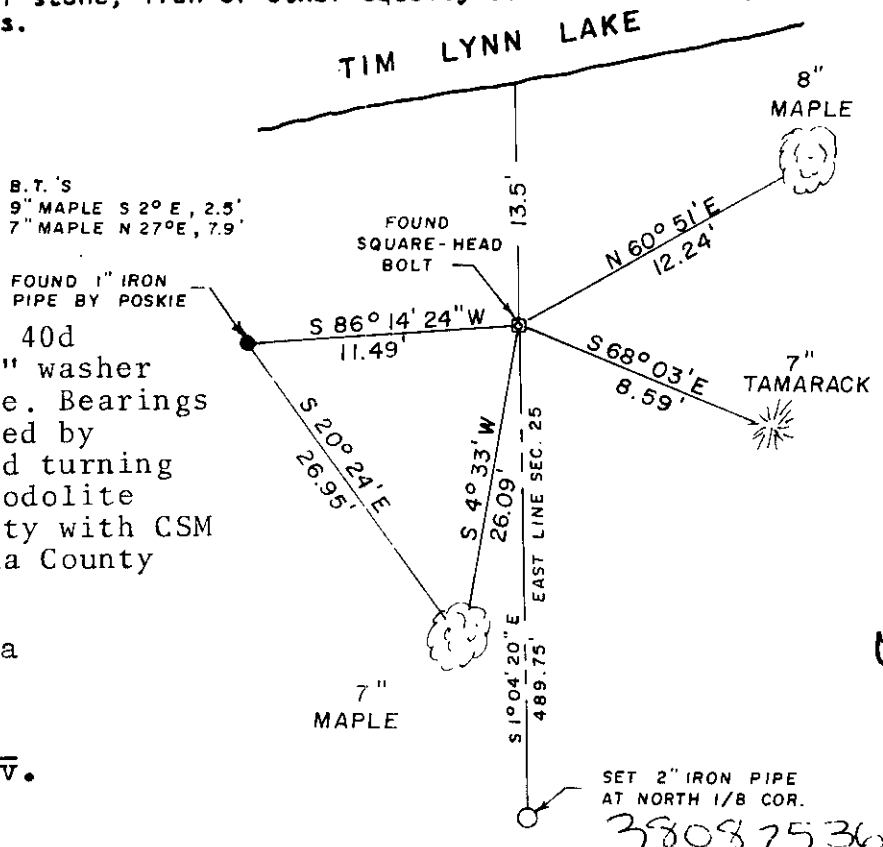 s.
TIM LYNN LAKE
8"
MAPLE
B.T.'S
9" MAPLE S 2° E, 2.5'
7" MAPLE N 27° E, 7.9'
13.5'
FOUND
SQUARE-HEAD
BOLT
N 60° 51' E
12.24'
FOUND 1" IRON
PIPE BY POSKIE
S 86° 14' 24" W
11.49'
40d
" washer
e. Bearings
ed by
d turning
odolite
ty with CSM
a County
a
S 68° 03' E
8.59'
7"
TAMARACK
S 20° 24' E
26.95'
S 4° 33' W
26.09'
EAST LINE SEC. 25
S 1° 04' 20" E
489.75'
7"
MAPLE
v.
SET 2" IRON PIPE
AT NORTH 1/8 COR.
38087536